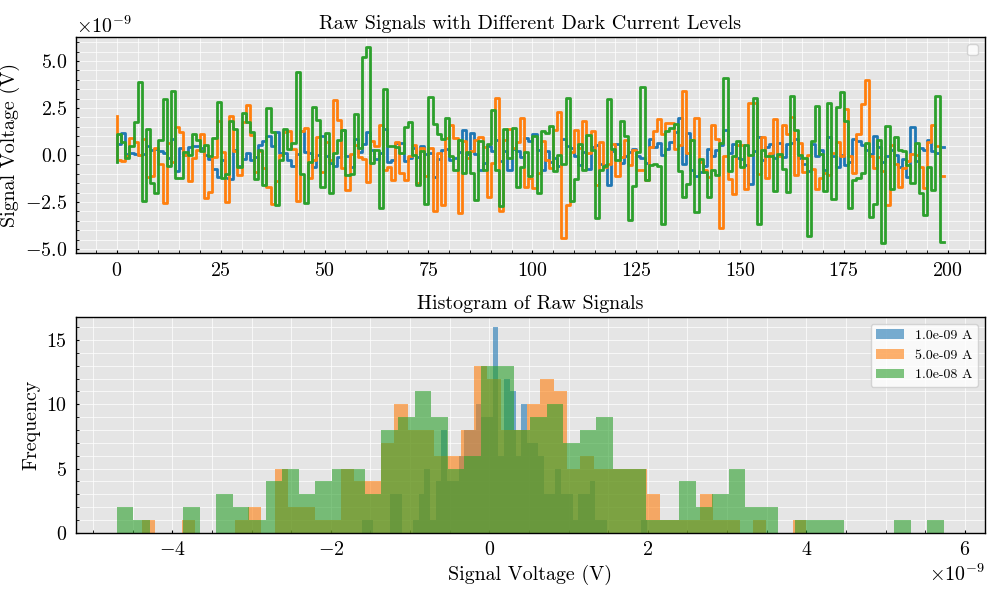 Raw Signals with Different Dark Current Levels
×10⁻⁹
Signal Voltage (V)
5.0
2.5
0.0
−2.5
−5.0
0 25 50 75 100 125 150 175 200
Histogram of Raw Signals
Frequency
15
10
5
0
1.0e-09 A
5.0e-09 A
1.0e-08 A
−4 −2 0 2 4 6
Signal Voltage (V)
×10⁻⁹